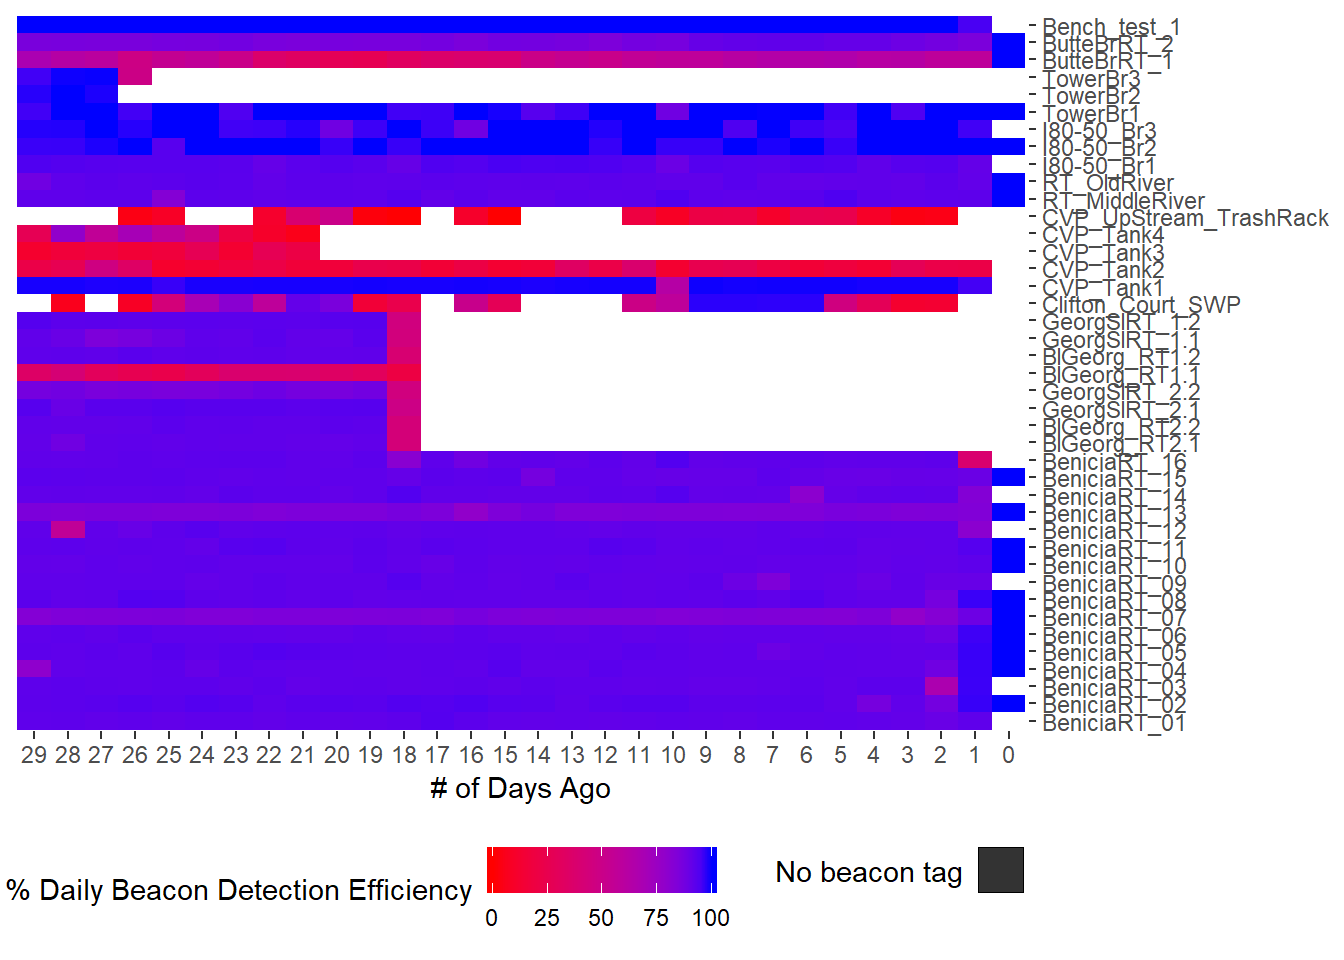 Bench_test_1
ButteBrRT_2
ButteBrRT_1
TowerBr3
TowerBr2
TowerBr1
I80-50_Br3
I80-50_Br2
I80-50_Br1
RT_OldRiver
RT_MiddleRiver
CVP_UpStream_TrashRack
CVP_Tank4
CVP_Tank3
CVP_Tank2
CVP_Tank1
Clifton_Court_SWP
GeorgSlRT_1.2
GeorgSlRT_1.1
BlGeorg_RT1.2
BlGeorg_RT1.1
GeorgSlRT_2.2
GeorgSlRT_2.1
BlGeorg_RT2.2
BlGeorg_RT2.1
BeniciaRT_16
BeniciaRT_15
BeniciaRT_14
BeniciaRT_13
BeniciaRT_12
BeniciaRT_11
BeniciaRT_10
BeniciaRT_09
BeniciaRT_08
BeniciaRT_07
BeniciaRT_06
BeniciaRT_05
BeniciaRT_04
BeniciaRT_03
BeniciaRT_02
BeniciaRT_01
29 28 27 26 25 24 23 22 21 20 19 18 17 16 15 14 13 12 11 10 9 8 7 6 5 4 3 2 1 0
# of Days Ago
% Daily Beacon Detection Efficiency
0 25 50 75 100
No beacon tag